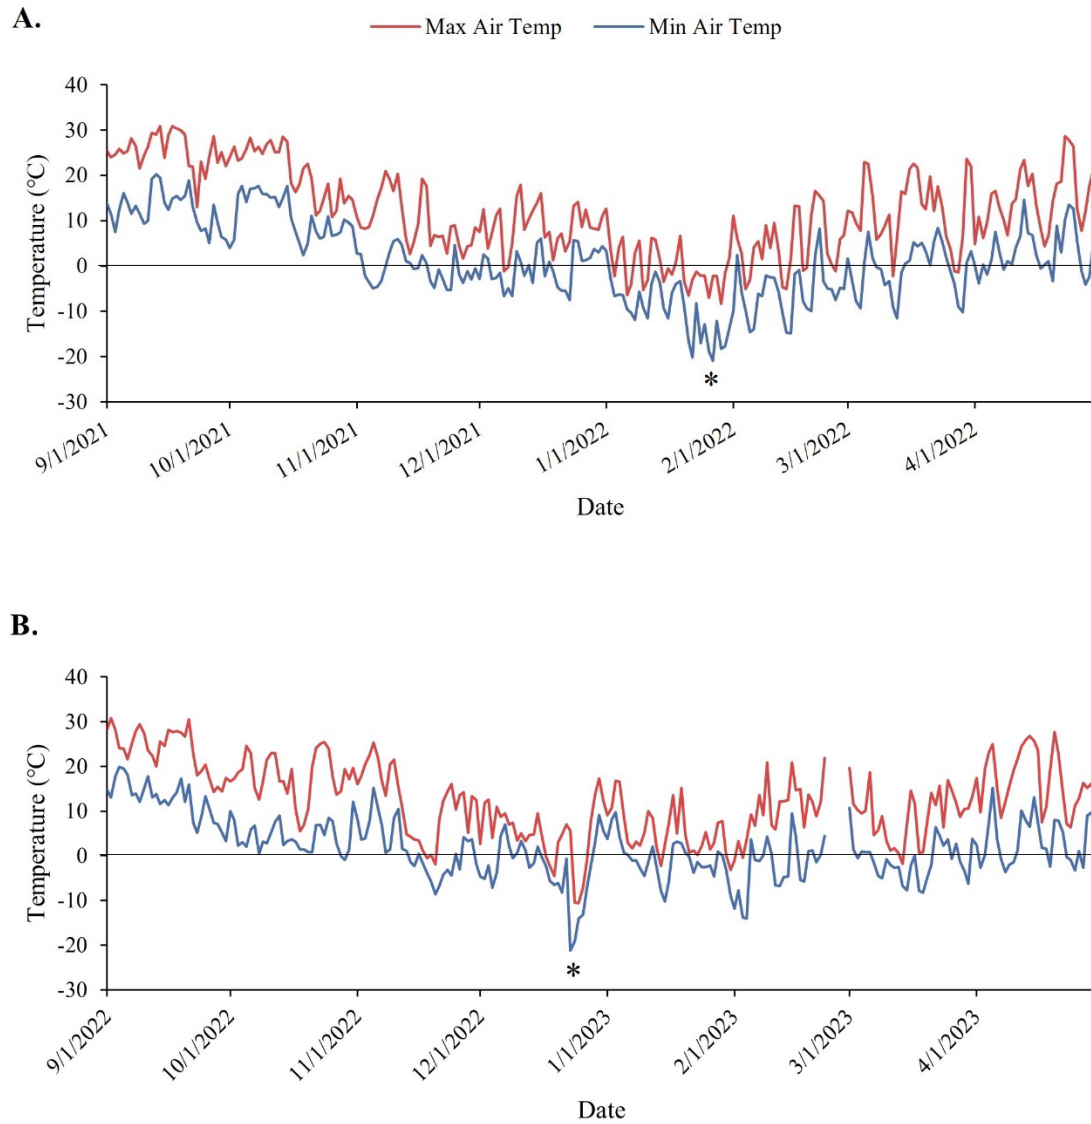 A.
Max Air Temp Min Air Temp
40
30
20
10
0
-10
-20
-30
Temperature (°C)
*
9/1/2021 10/1/2021 11/1/2021 12/1/2021 1/1/2022 2/1/2022 3/1/2022 4/1/2022
Date
B.
40
30
20
10
0
-10
-20
-30
Temperature (°C)
*
9/1/2022 10/1/2022 11/1/2022 12/1/2022 1/1/2023 2/1/2023 3/1/2023 4/1/2023
Date